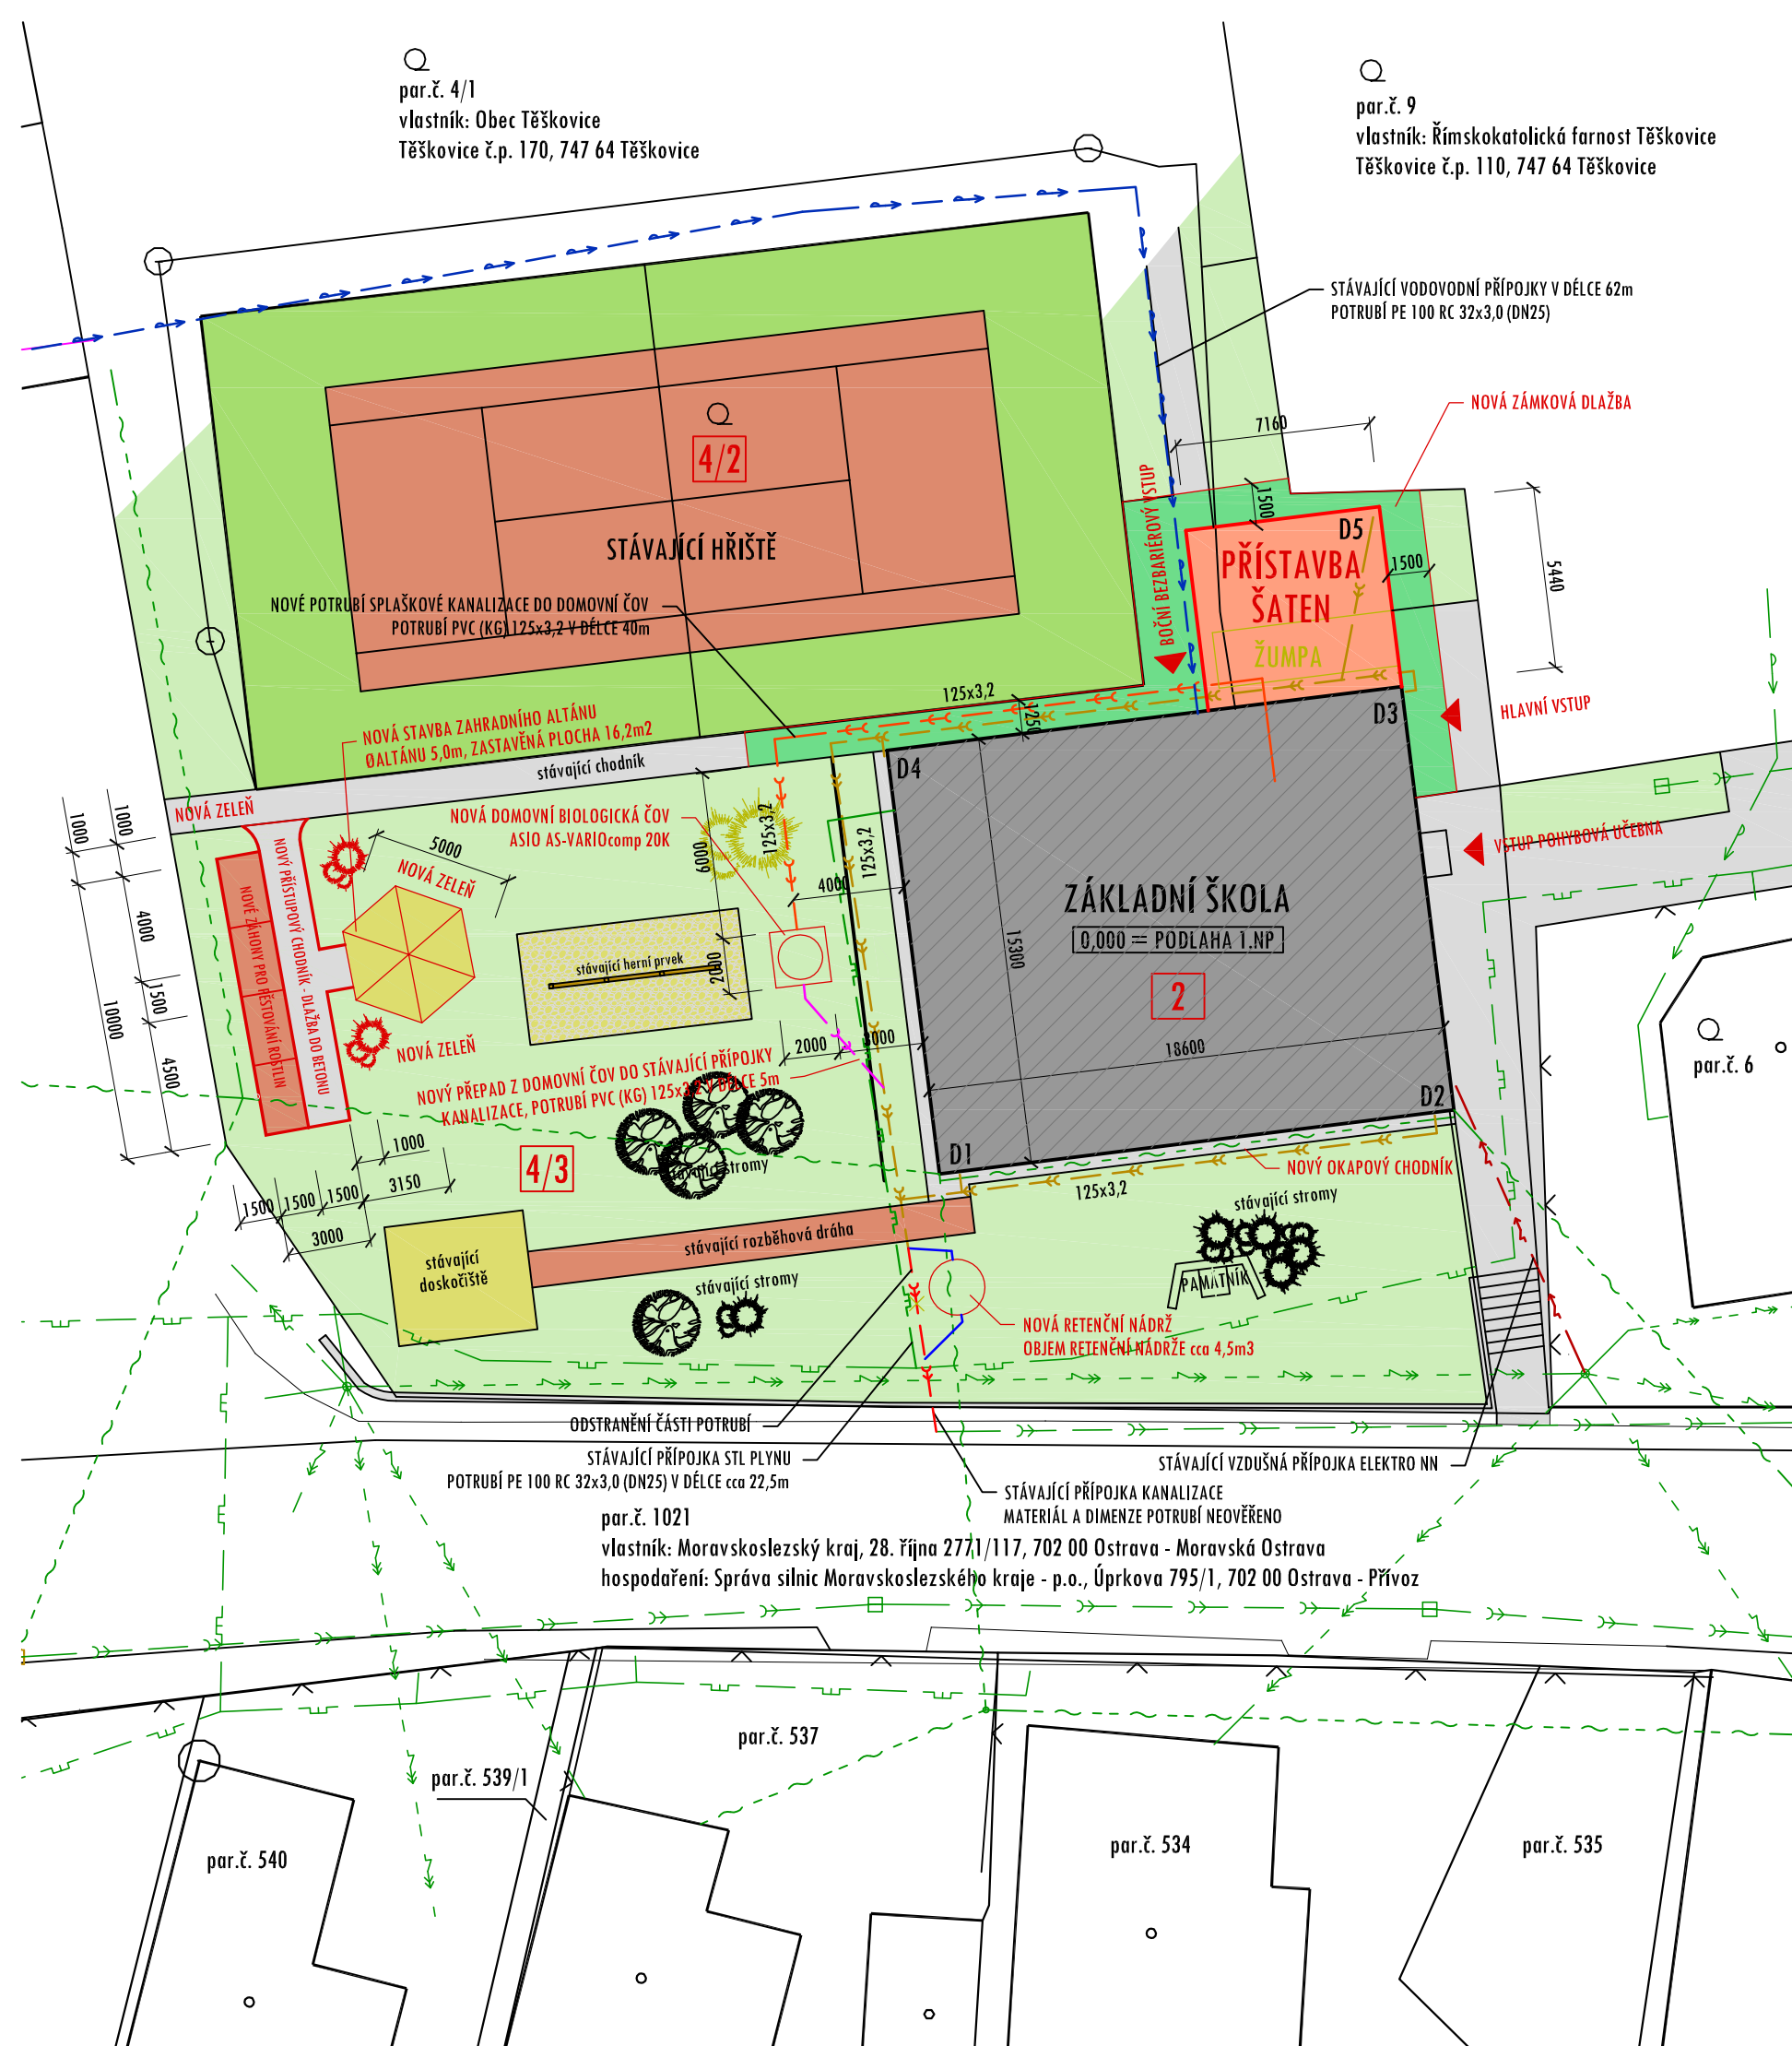 par.č. 4/1
vlastník: Obec Těškovice
Těškovice č.p. 170, 747 64 Těškovice
par.č. 9
vlastník: Římskokatolická farnost Těškovice
Těškovice č.p. 110, 747 64 Těškovice
STÁVAJÍCÍ VODOVODNÍ PŘÍPOJKY V DÉLCE 62m
POTRUBÍ PE 100 RC 32x3,0 (DN25)
NOVÁ ZÁMKOVÁ DLAŽBA
7160
4/2
1500
BOČNÍ BEZBARIÉROVÝ VSTUP
D5
STÁVAJÍCÍ HŘIŠTĚ
PŘÍSTAVBA
ŠATEN
1500
5440
NOVÉ POTRUBÍ SPLAŠKOVÉ KANALIZACE DO DOMOVNÍ ČOV
POTRUBÍ PVC (KG) 125x3,2 V DÉLCE 40m
ŽUMPA
125x3,2
1250
D3
HLAVNÍ VSTUP
NOVÁ STAVBA ZAHRADNÍHO ALTÁNU
ØALTÁNU 5,0m, ZASTAVĚNÁ PLOCHA 16,2m2
stávající chodník
D4
NOVÁ ZELEŇ
1000
1000
NOVÁ DOMOVNÍ BIOLOGICKÁ ČOV
ASIO AS-VARIOcomp 20K
125x3,2
125x3,2
6000
5000
NOVÁ ZELEŇ
4000
VSTUP POHYBOVÁ UČEBNA
ZÁKLADNÍ ŠKOLA
0,000 = PODLAHA 1.NP
NOVÉ ZÁHONY PRO PĚSTOVÁNÍ ROSTLIN
NOVÝ PŘÍSTUPOVÝ CHODNÍK - DLAŽBA DO BETONU
4000
1500
10000
4500
stávající herní prvek
2000
15300
2
NOVÁ ZELEŇ
2000
3000
18600
par.č. 6
NOVÝ PŘEPAD Z DOMOVNÍ ČOV DO STÁVAJÍCÍ PŘÍPOJKY
KANALIZACE, POTRUBÍ PVC (KG) 125x3,2 V DÉLCE 5m
D2
1000
4/3
stávající stromy
D1
NOVÝ OKAPOVÝ CHODNÍK
3150
1500
1500
1500
3000
125x3,2
stávající stromy
stávající rozběhová dráha
stávající
doskočiště
stávající stromy
PAMÁTNÍK
NOVÁ RETENČNÍ NÁDRŽ
OBJEM RETENČNÍ NÁDRŽE cca 4,5m3
ODSTRANĚNÍ ČÁSTI POTRUBÍ
STÁVAJÍCÍ PŘÍPOJKA STL PLYNU
POTRUBÍ PE 100 RC 32x3,0 (DN25) V DÉLCE cca 22,5m
STÁVAJÍCÍ VZDUŠNÁ PŘÍPOJKA ELEKTRO NN
STÁVAJÍCÍ PŘÍPOJKA KANALIZACE
MATERIÁL A DIMENZE POTRUBÍ NEOVĚŘENO
par.č. 1021
vlastník: Moravskoslezský kraj, 28. října 2771/117, 702 00 Ostrava - Moravská Ostrava
hospodaření: Správa silnic Moravskoslezského kraje - p.o., Úprkova 795/1, 702 00 Ostrava - Přívoz
par.č. 537
par.č. 539/1
par.č. 540
par.č. 534
par.č. 535